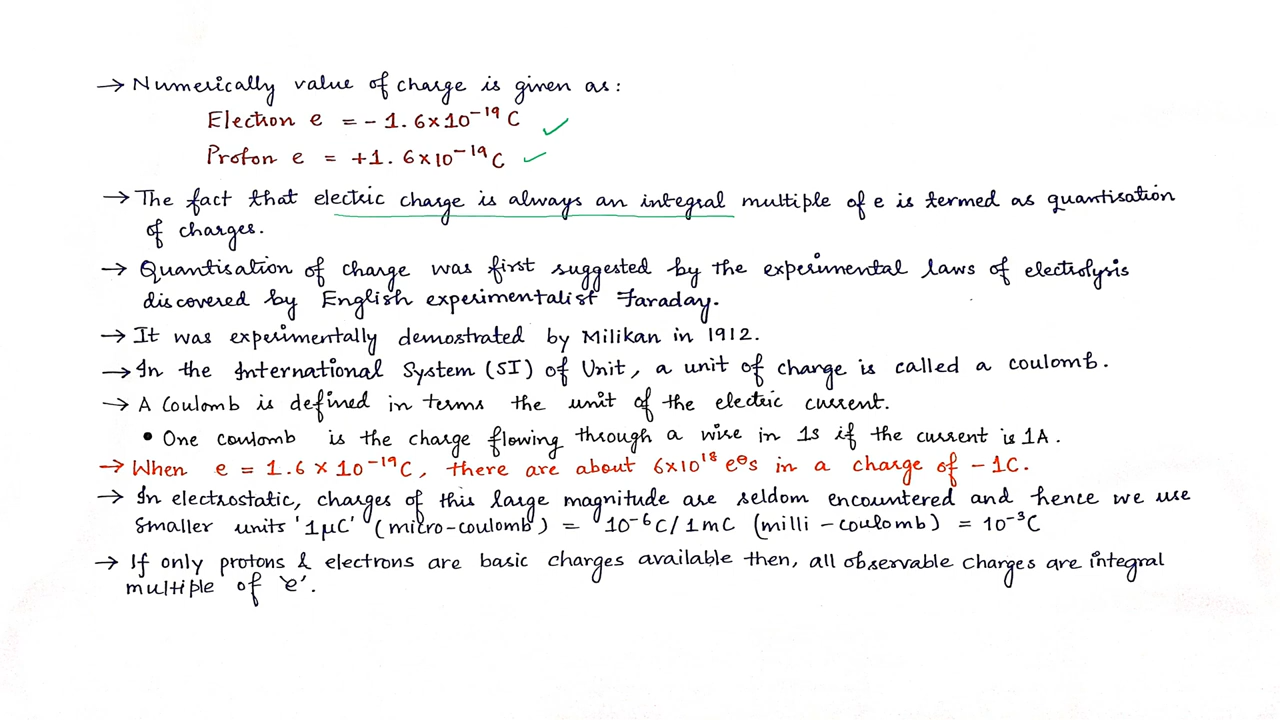 → Numerically value of charge is given as:
Electron e = - 1.6×10⁻¹⁹ C
Proton e = +1.6×10⁻¹⁹ C
→ The fact that electric charge is always an integral multiple of e is termed as quantisation
of charges.
→ Quantisation of charge was first suggested by the experimental laws of electrolysis
discovered by English experimentalist Faraday.
→ It was experimentally demostrated by Milikan in 1912.
→ In the International System (SI) of Unit, a unit of charge is called a coulomb.
→ A Coulomb is defined in terms the unit of the electric current.
• One coulomb is the charge flowing through a wire in 1s if the current is 1A.
→ When e = 1.6 × 10⁻¹⁹C, there are about 6×10¹⁸ e⊖s in a charge of - 1C.
→ In electrostatic, charges of this large magnitude are seldom encountered and hence we use
smaller units '1μC' (micro-coulomb) = 10⁻⁶C/1mC (milli-coulomb) = 10⁻³C
→ If only protons & electrons are basic charges available then, all observable charges are integral
multiple of 'e'.